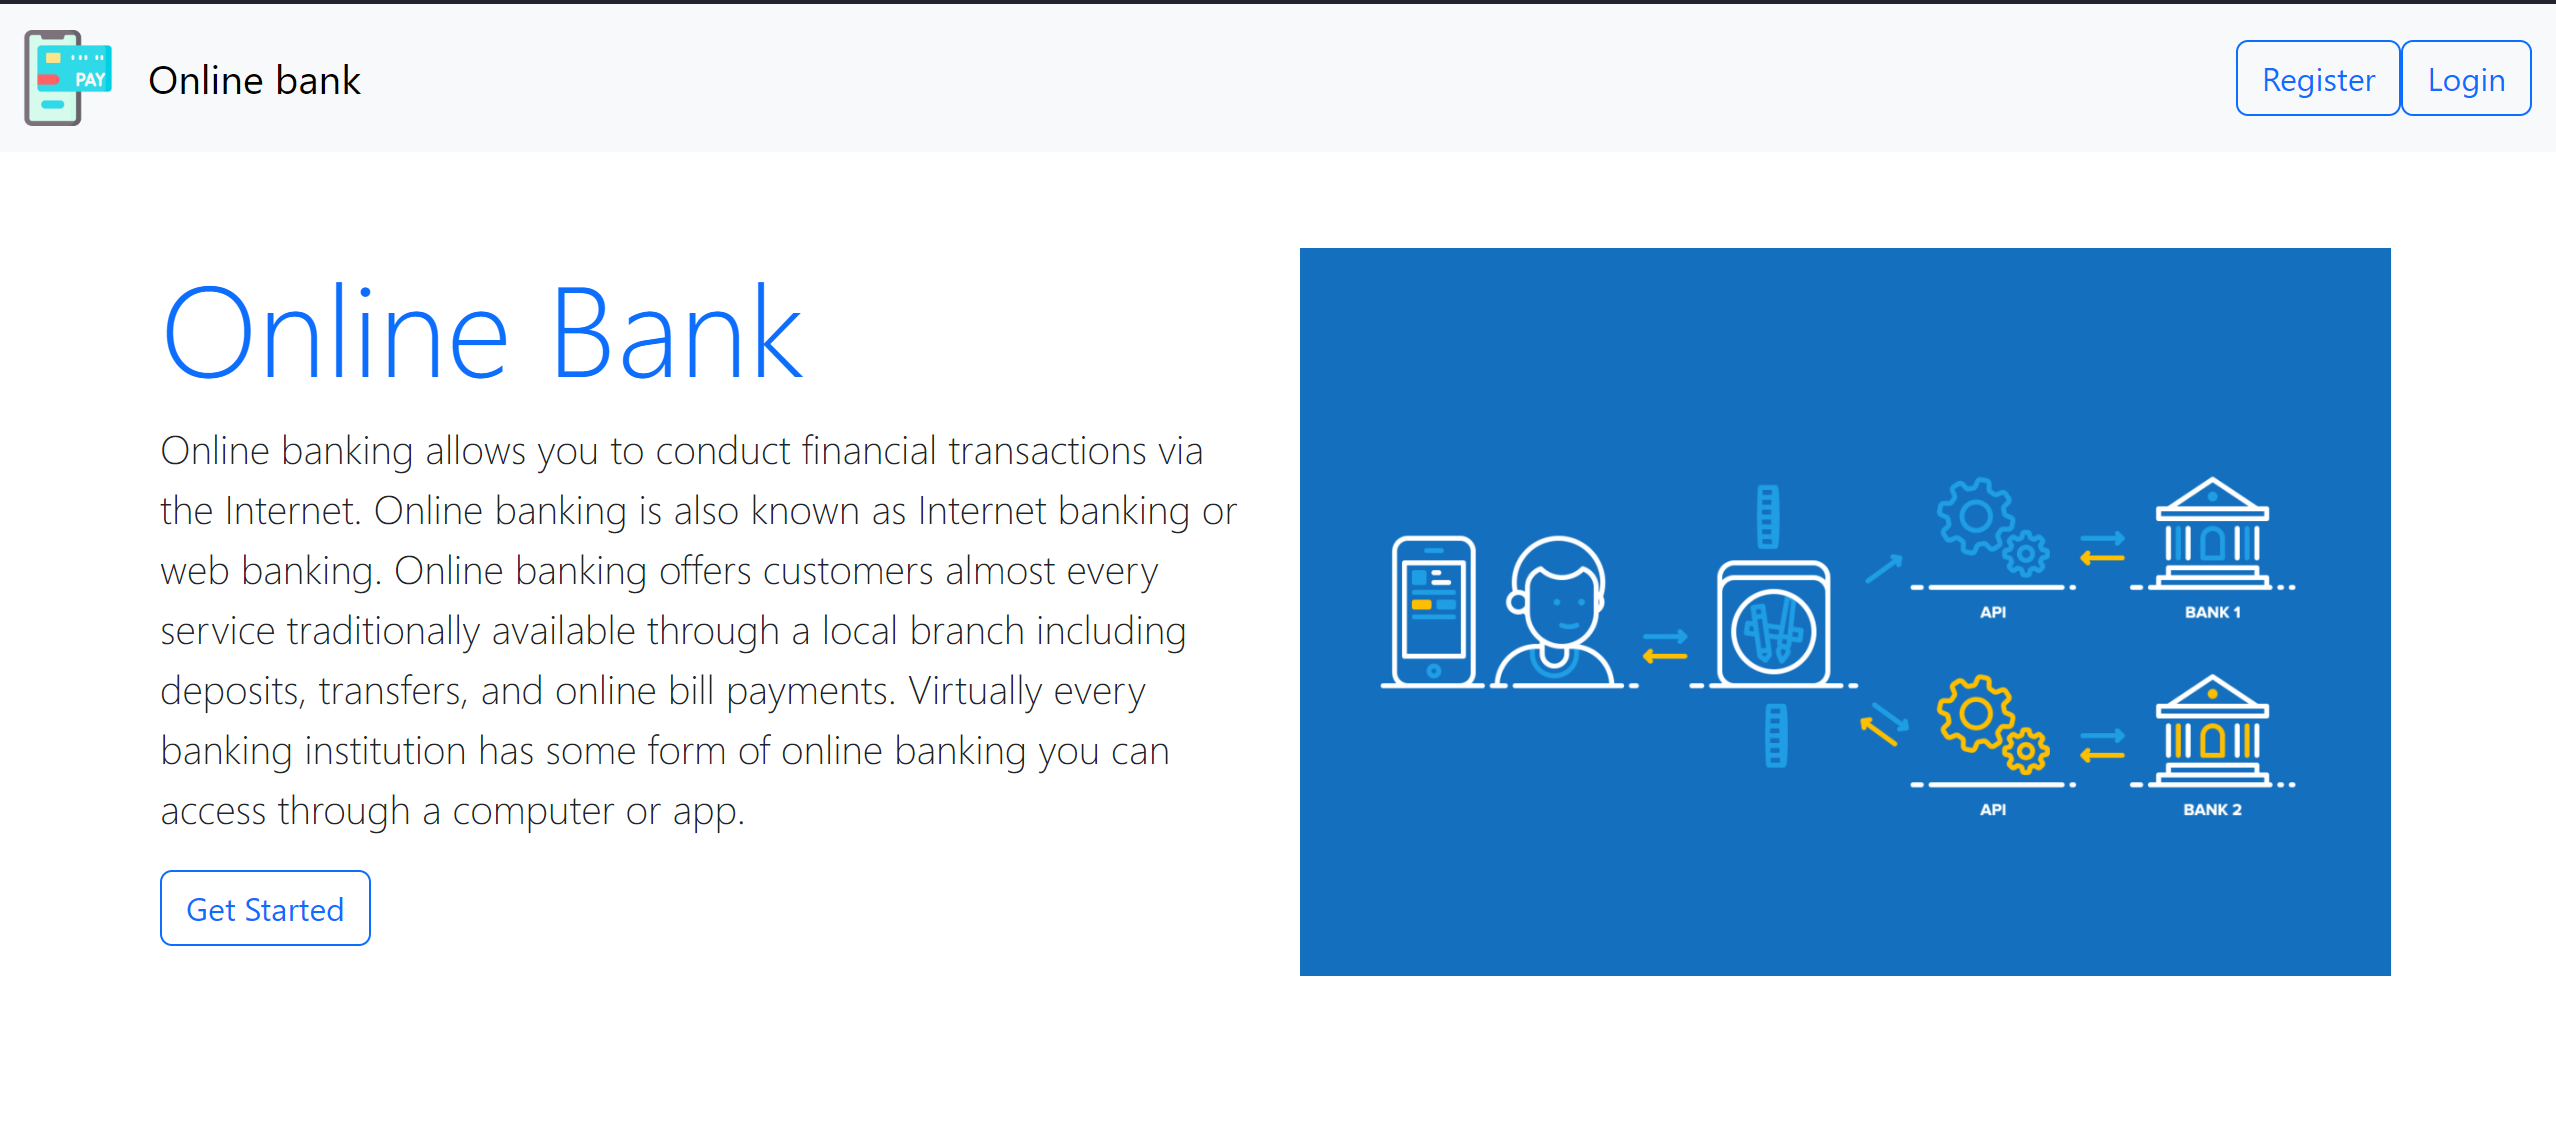 PAY
Online bank
Register
Login
Online Bank
Online banking allows you to conduct financial transactions via
the Internet. Online banking is also known as Internet banking or
web banking. Online banking offers customers almost every
service traditionally available through a local branch including
deposits, transfers, and online bill payments. Virtually every
banking institution has some form of online banking you can
access through a computer or app.
Get Started
API
BANK 1
API
BANK 2